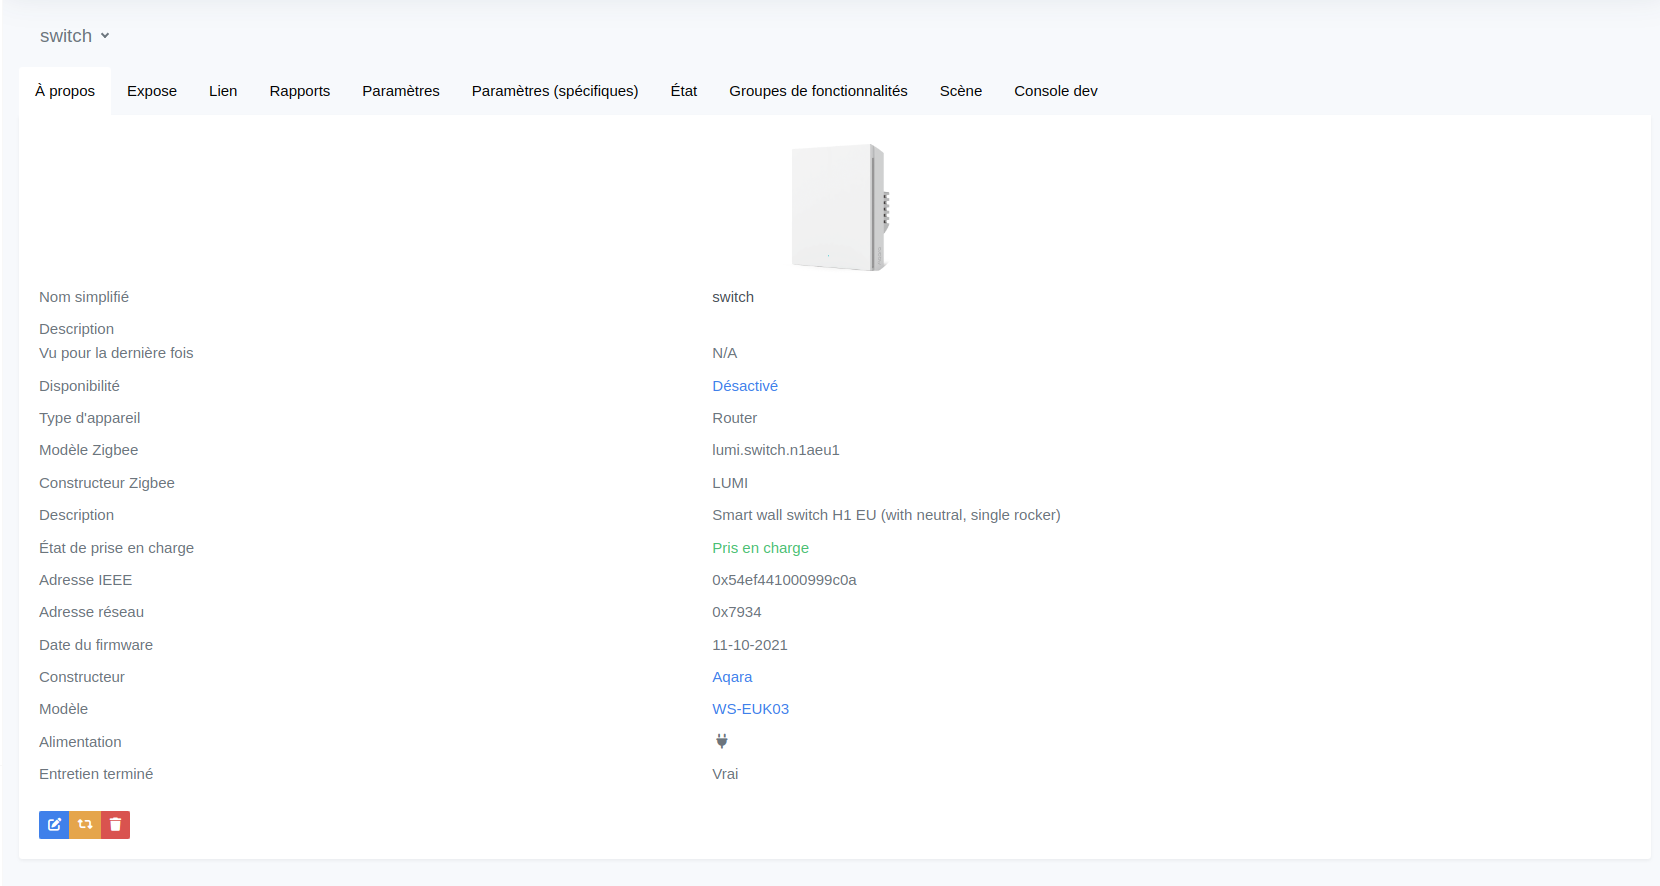 switch
À propos Expose Lien Rapports Paramètres Paramètres (spécifiques) État Groupes de fonctionnalités Scène Console dev
Nom simplifié switch
Description
Vu pour la dernière fois N/A
Disponibilité Désactivé
Type d'appareil Router
Modèle Zigbee lumi.switch.n1aeu1
Constructeur Zigbee LUMI
Description Smart wall switch H1 EU (with neutral, single rocker)
État de prise en charge Pris en charge
Adresse IEEE 0x54ef441000999c0a
Adresse réseau 0x7934
Date du firmware 11-10-2021
Constructeur Aqara
Modèle WS-EUK03
Alimentation
Entretien terminé Vrai